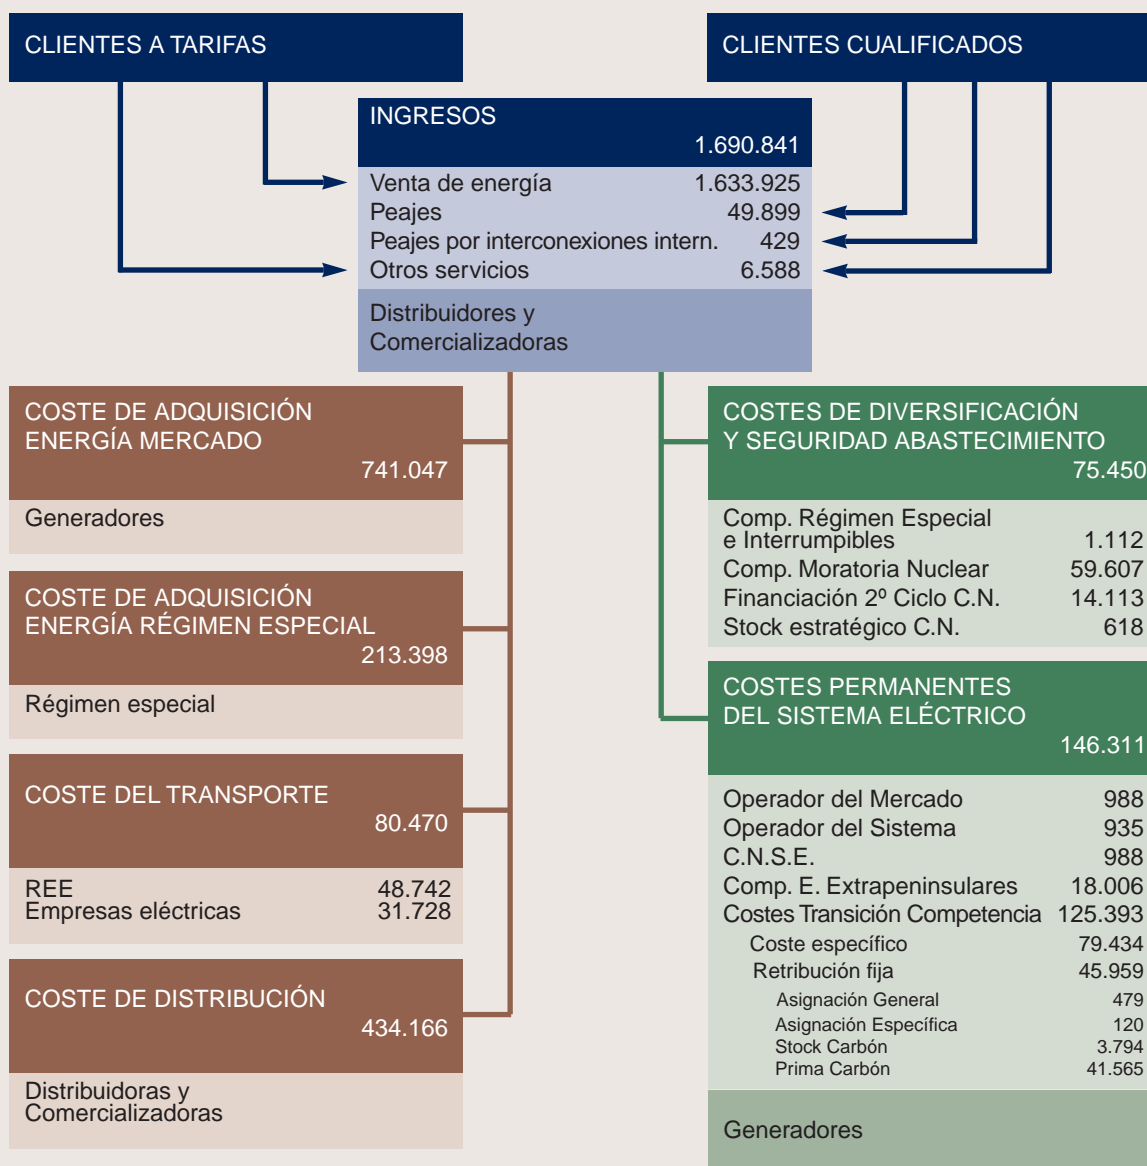 CLIENTES A TARIFAS
CLIENTES CUALIFICADOS
INGRESOS
1.690.841
Venta de energía 1.633.925
Peajes 49.899
Peajes por interconexiones intern. 429
Otros servicios 6.588
Distribuidores y
Comercializadoras
COSTE DE ADQUISICIÓN
ENERGÍA MERCADO
741.047
Generadores
COSTE DE ADQUISICIÓN
ENERGÍA RÉGIMEN ESPECIAL
213.398
Régimen especial
COSTE DEL TRANSPORTE
80.470
REE 48.742
Empresas eléctricas 31.728
COSTE DE DISTRIBUCIÓN
434.166
Distribuidoras y
Comercializadoras
COSTES DE DIVERSIFICACIÓN
Y SEGURIDAD ABASTECIMIENTO
75.450
Comp. Régimen Especial
e Interrumpibles 1.112
Comp. Moratoria Nuclear 59.607
Financiación 2º Ciclo C.N. 14.113
Stock estratégico C.N. 618
COSTES PERMANENTES
DEL SISTEMA ELÉCTRICO
146.311
Operador del Mercado 988
Operador del Sistema 935
C.N.S.E. 988
Comp. E. Extrapeninsulares 18.006
Costes Transición Competencia 125.393
Coste específico 79.434
Retribución fija 45.959
Asignación General 479
Asignación Específica 120
Stock Carbón 3.794
Prima Carbón 41.565
Generadores